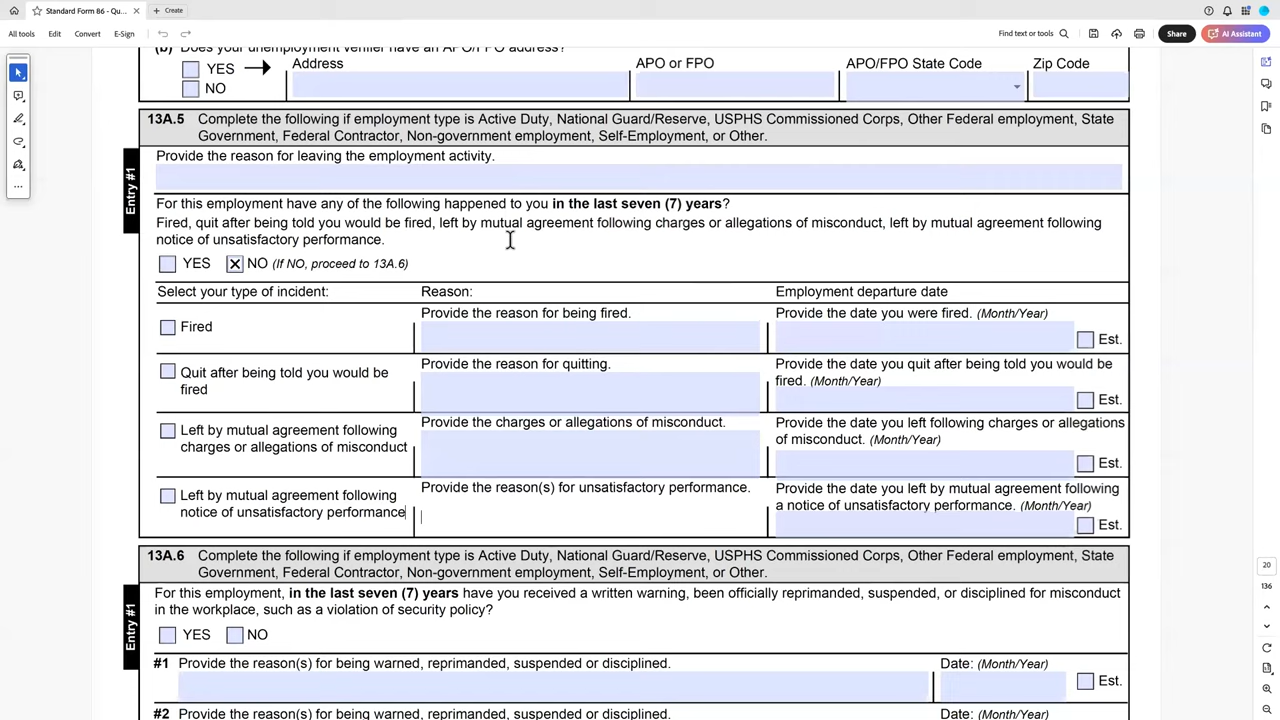 Standard Form 86 - Qu...
Create
All tools Edit Convert E-Sign
Find text or tools
Share
AI Assistant
(b) Does your unemployment verifier have an APO/FPO address?
YES
NO
Address
APO or FPO
APO/FPO State Code
Zip Code
13A.5 Complete the following if employment type is Active Duty, National Guard/Reserve, USPHS Commissioned Corps, Other Federal employment, State
Government, Federal Contractor, Non-government employment, Self-Employment, or Other.
Entry #1
Provide the reason for leaving the employment activity.
For this employment have any of the following happened to you in the last seven (7) years?
Fired, quit after being told you would be fired, left by mutual agreement following charges or allegations of misconduct, left by mutual agreement following
notice of unsatisfactory performance.
YES NO (If NO, proceed to 13A.6)
Select your type of incident: Reason: Employment departure date
Fired
Provide the reason for being fired.
Provide the date you were fired. (Month/Year)
Est.
Quit after being told you would be
fired
Provide the reason for quitting.
Provide the date you quit after being told you would be
fired. (Month/Year)
Est.
Left by mutual agreement following
charges or allegations of misconduct
Provide the charges or allegations of misconduct.
Provide the date you left following charges or allegations
of misconduct. (Month/Year)
Est.
Left by mutual agreement following
notice of unsatisfactory performance
Provide the reason(s) for unsatisfactory performance.
Provide the date you left by mutual agreement following
a notice of unsatisfactory performance. (Month/Year)
Est.
13A.6 Complete the following if employment type is Active Duty, National Guard/Reserve, USPHS Commissioned Corps, Other Federal employment, State
Government, Federal Contractor, Non-government employment, Self-Employment, or Other.
Entry #1
For this employment, in the last seven (7) years have you received a written warning, been officially reprimanded, suspended, or disciplined for misconduct
in the workplace, such as a violation of security policy?
YES NO
#1 Provide the reason(s) for being warned, reprimanded, suspended or disciplined.
Date: (Month/Year)
Est.
#2 Provide the reason(s) for being warned, reprimanded, suspended or disciplined.
Date: (Month/Year)
20
136